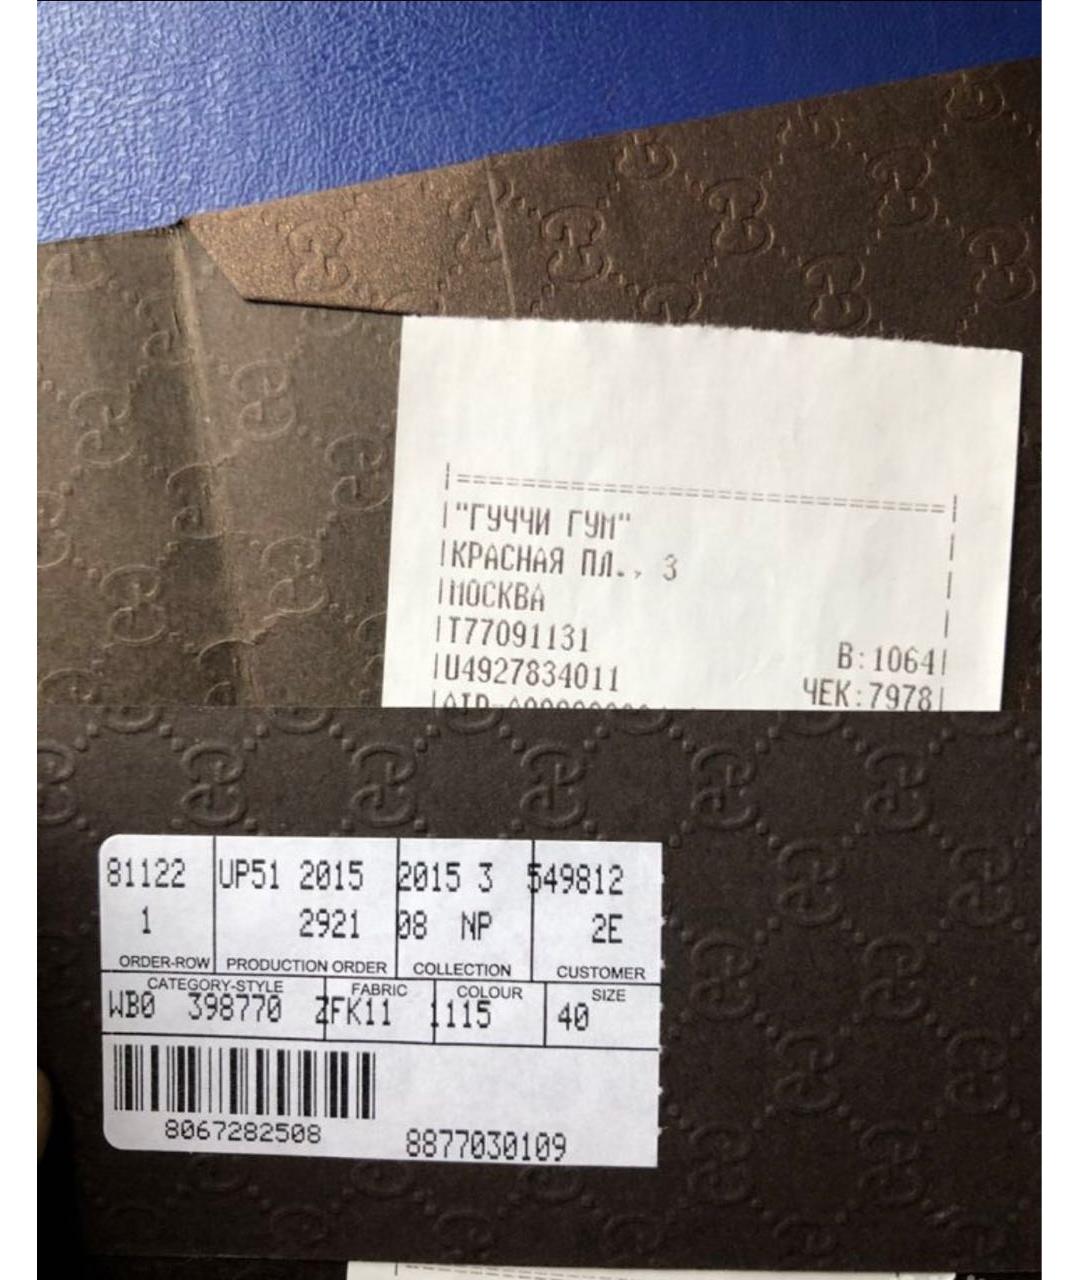 "ГУЧЧИ ГУМ"
КРАСНАЯ ПЛ., 3
МОСКВА
T77091131 В:1064
U4927834011 ЧЕК:7978
81122 UP51 2015 2015 3 549812
1 2921 08 NP 2E
ORDER-ROW PRODUCTION ORDER COLLECTION CUSTOMER
CATEGORY-STYLE FABRIC COLOUR SIZE
WB0 398770 ZFK11 1115 40
8067282508 8877030109